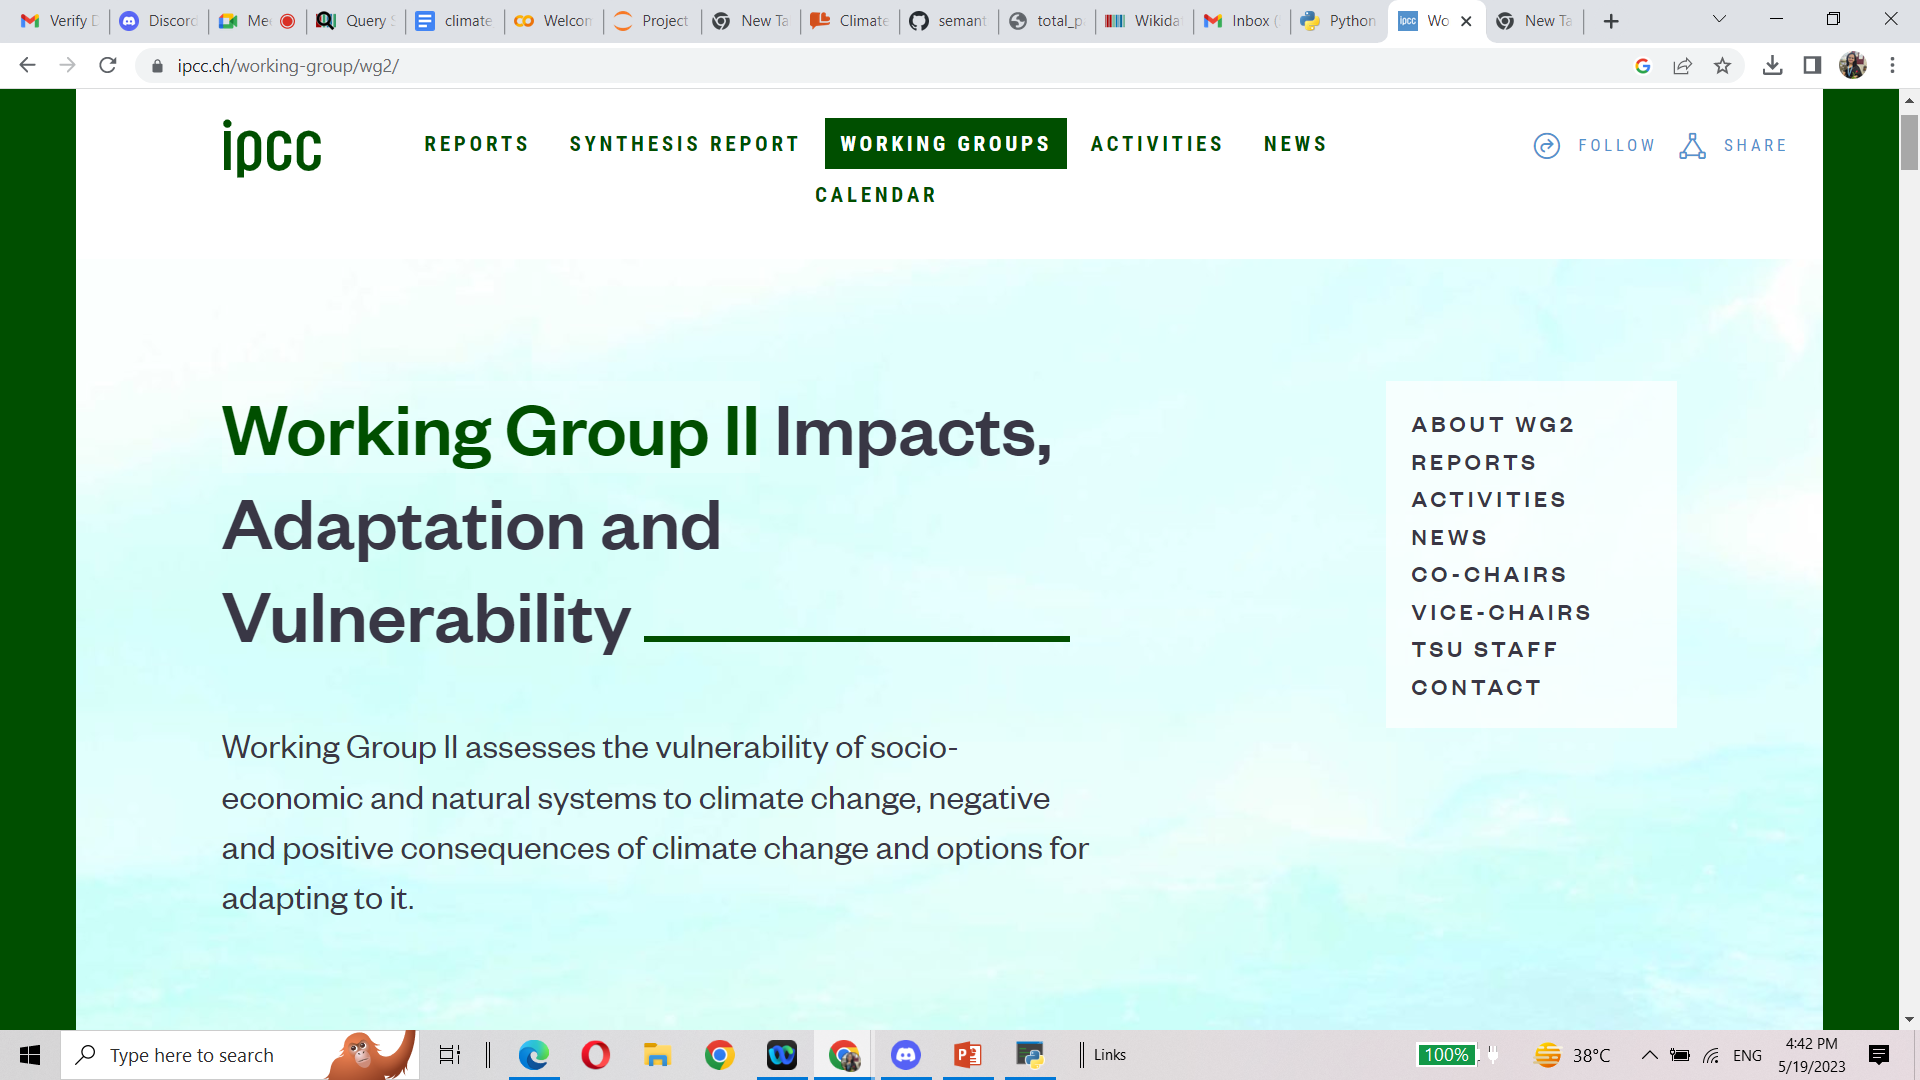 Verify D Discord Mee Query S climate Welcom Project New Ta Climate semant total_p Wikidat Inbox ( Python Wo New Ta
ipcc.ch/working-group/wg2/
ipcc REPORTS SYNTHESIS REPORT WORKING GROUPS ACTIVITIES NEWS FOLLOW SHARE
CALENDAR
Working Group II Impacts,
Adaptation and
Vulnerability
Working Group II assesses the vulnerability of socio-
economic and natural systems to climate change, negative
and positive consequences of climate change and options for
adapting to it.
ABOUT WG2
REPORTS
ACTIVITIES
NEWS
CO-CHAIRS
VICE-CHAIRS
TSU STAFF
CONTACT
Type here to search Links 100% 38°C ENG 4:42 PM
5/19/2023